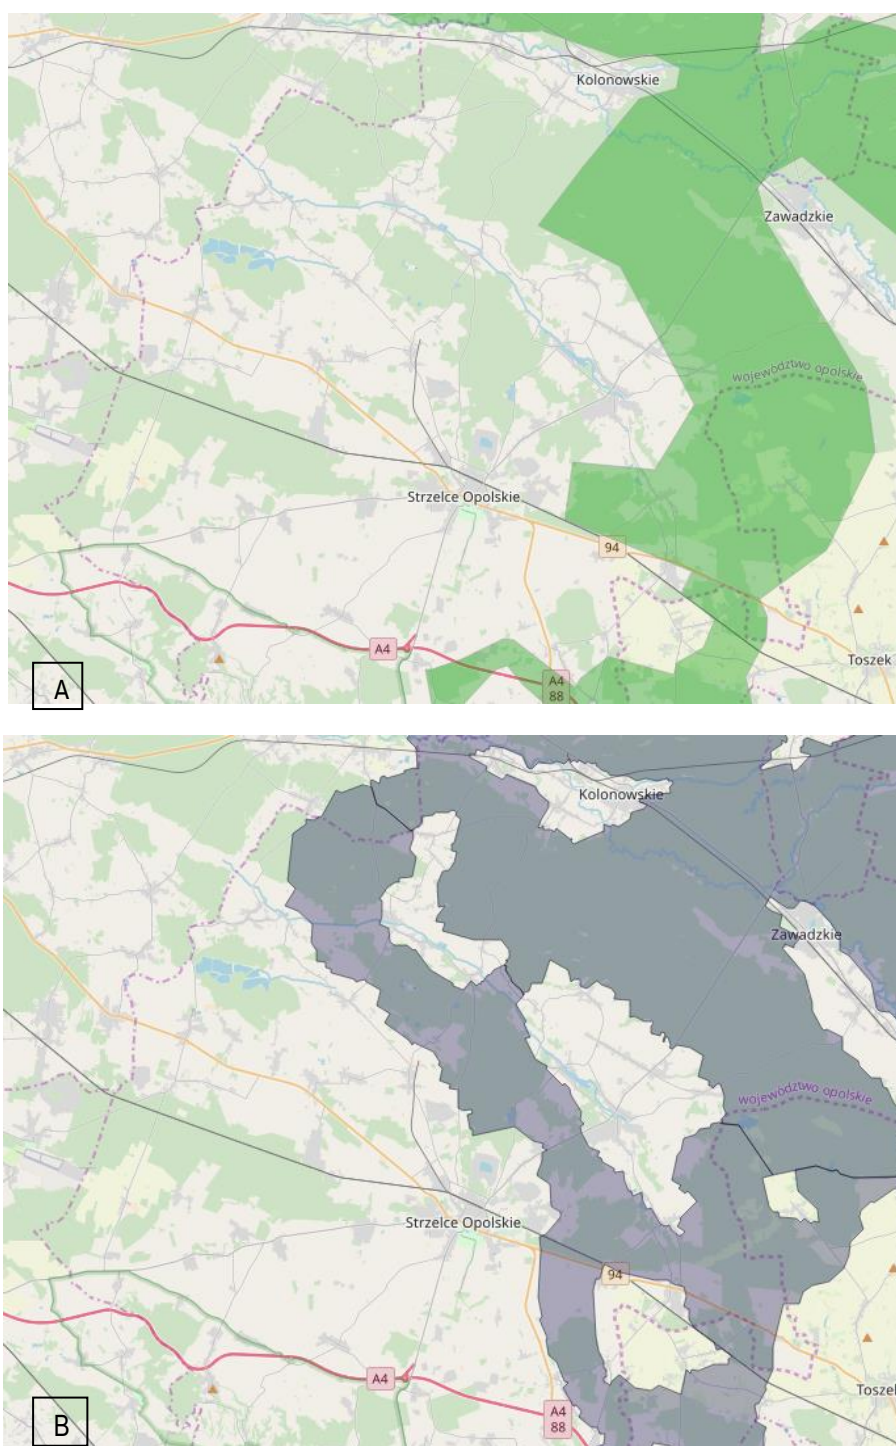 Kolonowskie
Zawadzkie
województwo opolskie
Strzelce Opolskie
94
A4
Toszek
A4
88
A
Kolonowskie
Zawadzkie
województwo opolskie
Strzelce Opolskie
94
A4
Toszek
A4
88
B